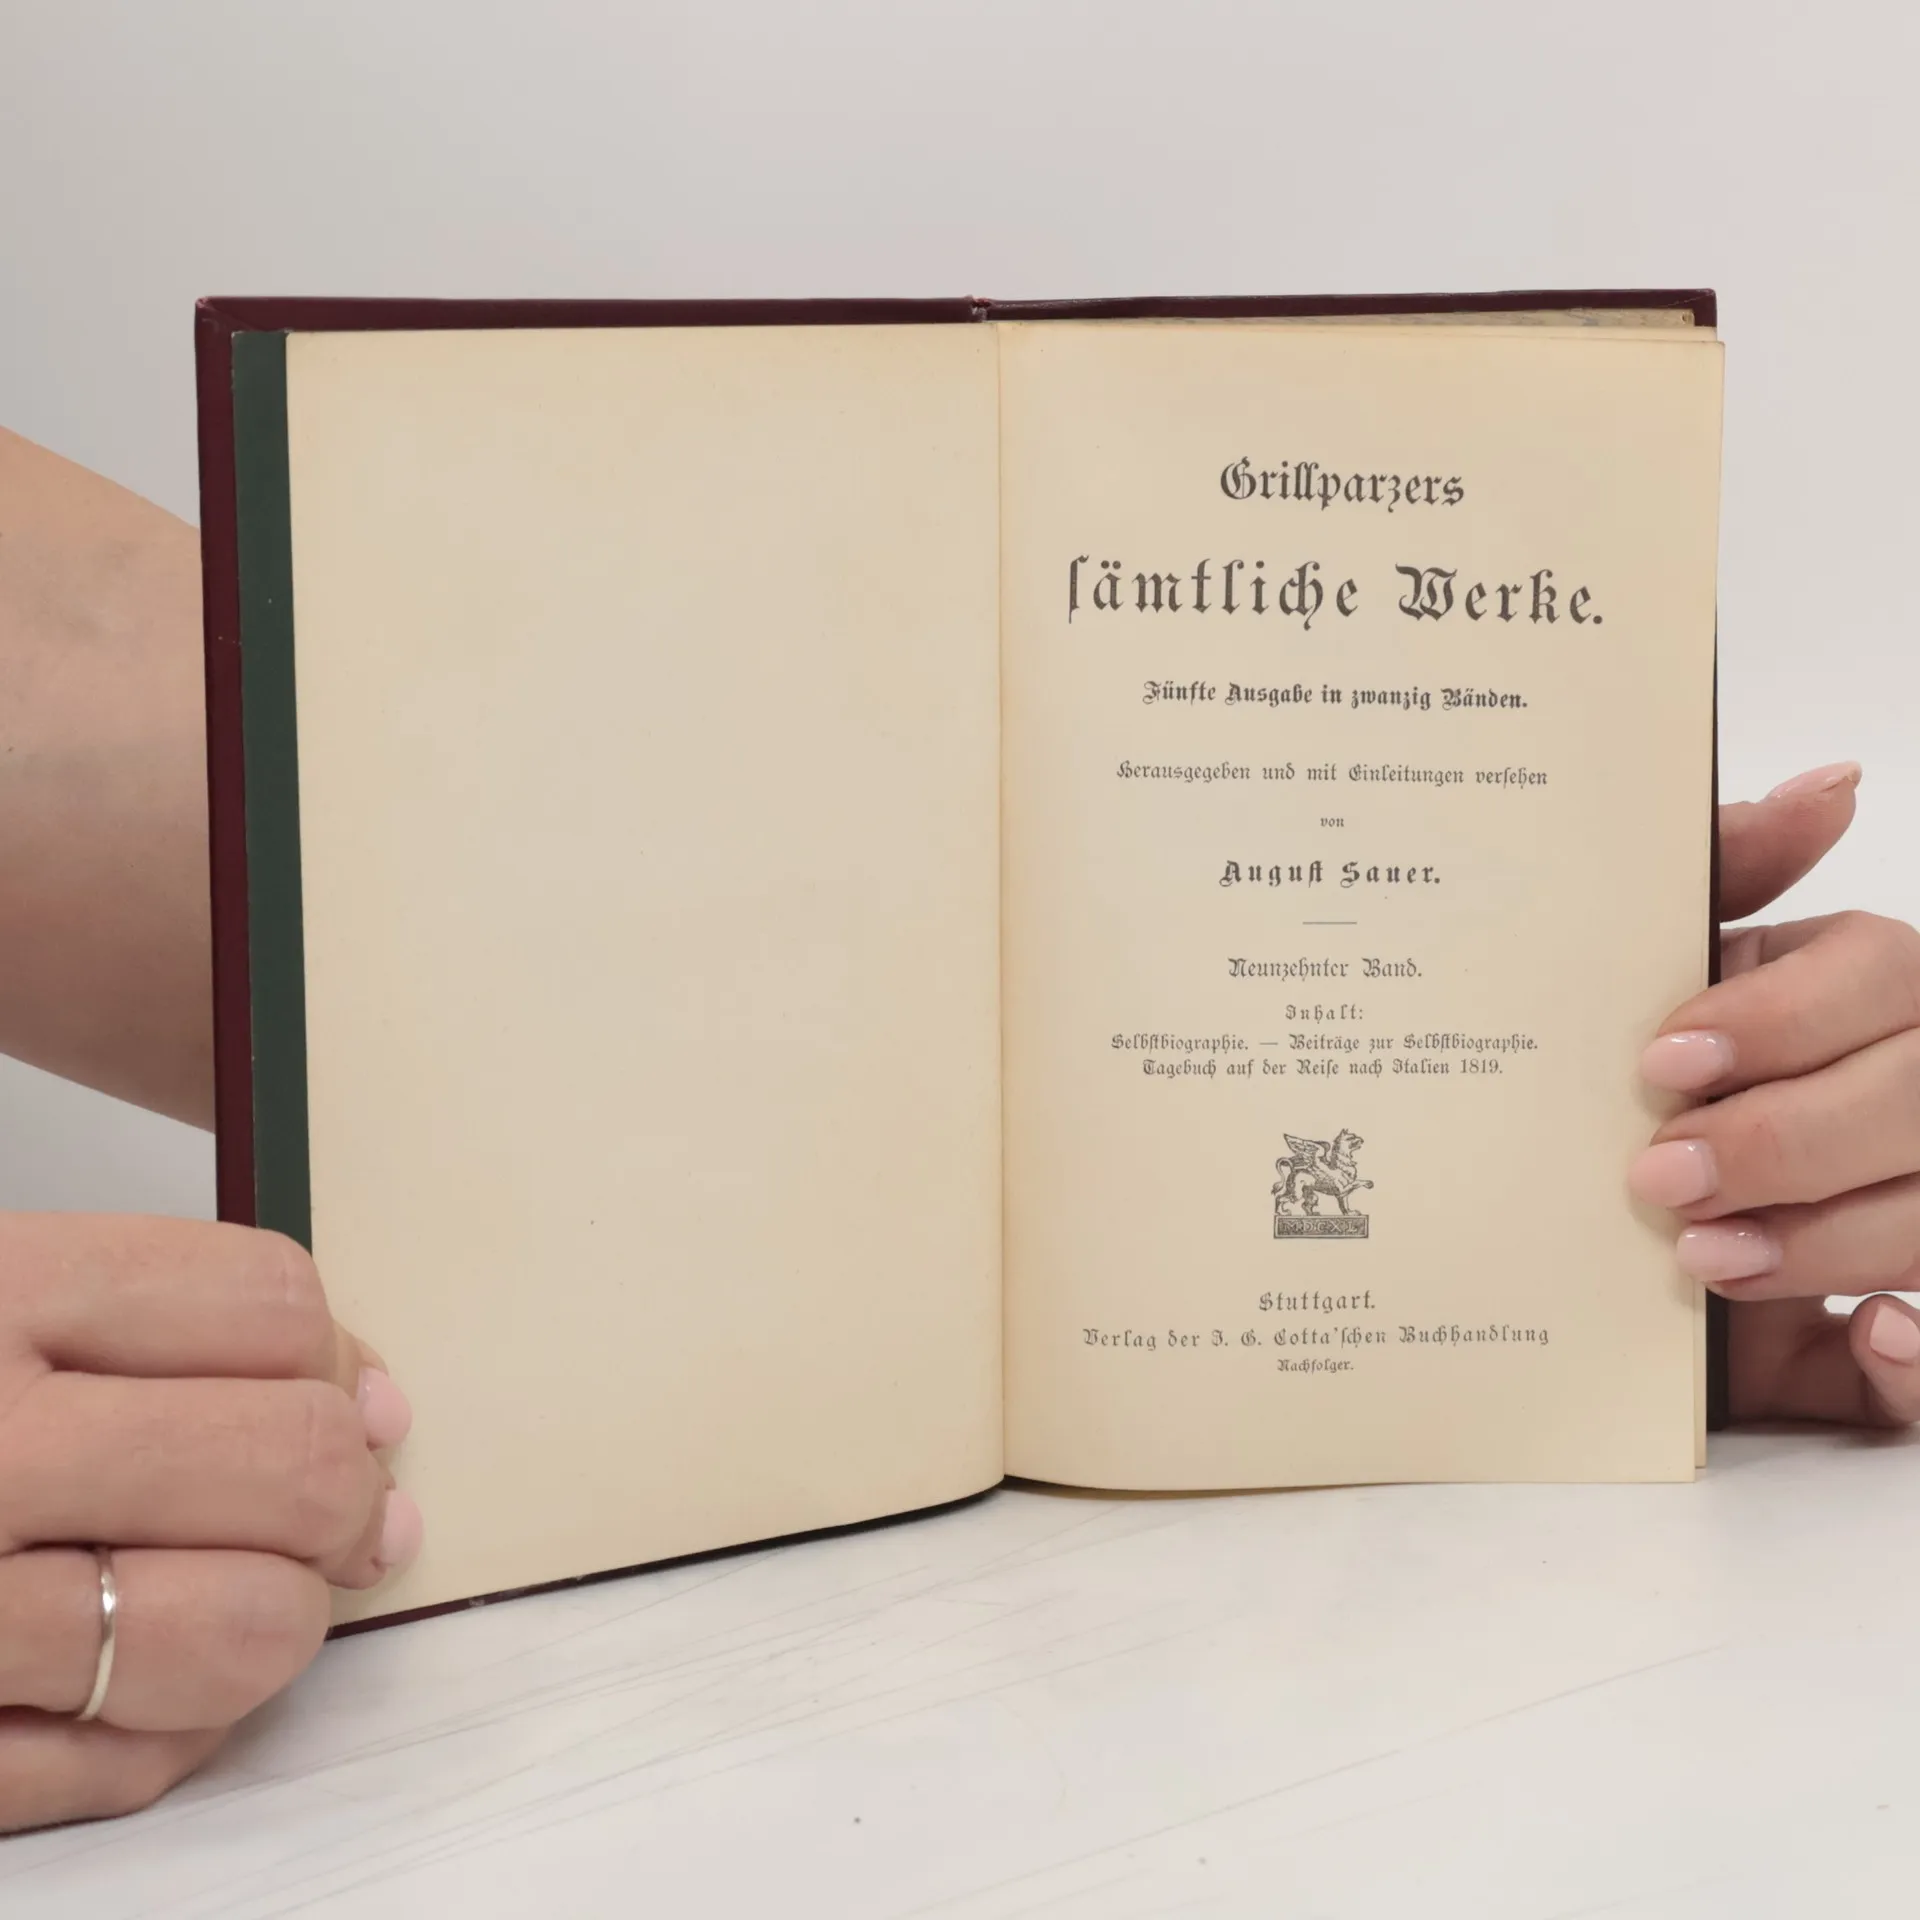 Grillparzers
ſämtliche Werke.
Fünfte Ausgabe in zwanzig Bänden.
Herausgegeben und mit Einleitungen verſehen
von
Auguſt Sauer.
Neunzehnter Band.
Inhalt:
Selbſtbiographie. — Beiträge zur Selbſtbiographie.
Tagebuch auf der Reiſe nach Italien 1819.
Stuttgart.
Verlag der J. G. Cotta'ſchen Buchhandlung
Nachfolger.